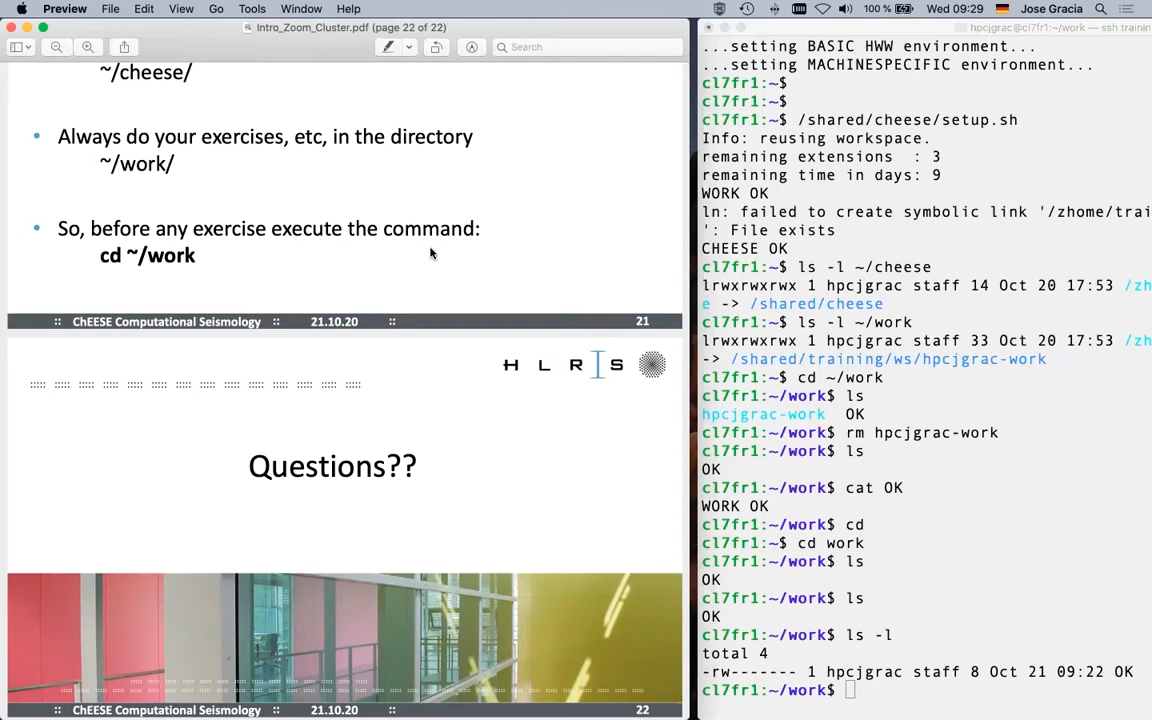 Preview File Edit View Go Tools Window Help 100 % Wed 09:29 Jose Gracia
Intro_Zoom_Cluster.pdf (page 22 of 22)
Search
~/cheese/
• Always do your exercises, etc, in the directory
~/work/
• So, before any exercise execute the command:
cd ~/work
:: ChEESE Computational Seismology :: 21.10.20 :: 21
H L R I S
Questions??
:: ChEESE Computational Seismology :: 21.10.20 :: 22
hpcjgrac@cl7fr1:~/work — ssh trainin
...setting BASIC HWW environment...
...setting MACHINESPECIFIC environment...
cl7fr1:~$
cl7fr1:~$
cl7fr1:~$ /shared/cheese/setup.sh
Info: reusing workspace.
remaining extensions  : 3
remaining time in days: 9
WORK OK
ln: failed to create symbolic link '/zhome/trai
': File exists
CHEESE OK
cl7fr1:~$ ls -l ~/cheese
lrwxrwxrwx 1 hpcjgrac staff 14 Oct 20 17:53 /zh
e -> /shared/cheese
cl7fr1:~$ ls -l ~/work
lrwxrwxrwx 1 hpcjgrac staff 33 Oct 20 17:53 /zh
-> /shared/training/ws/hpcjgrac-work
cl7fr1:~$ cd ~/work
cl7fr1:~/work$ ls
hpcjgrac-work  OK
cl7fr1:~/work$ rm hpcjgrac-work
cl7fr1:~/work$ ls
OK
cl7fr1:~/work$ cat OK
WORK OK
cl7fr1:~/work$ cd
cl7fr1:~$ cd work
cl7fr1:~/work$ ls
OK
cl7fr1:~/work$ ls
OK
cl7fr1:~/work$ ls -l
total 4
-rw------- 1 hpcjgrac staff 8 Oct 21 09:22 OK
cl7fr1:~/work$